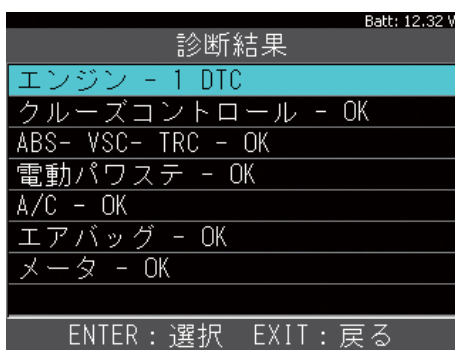 Batt: 12.32 V
診断結果
エンジン - 1 DTC
クルーズコントロール - OK
ABS- VSC- TRC - OK
電動パワステ - OK
A/C - OK
エアバッグ - OK
メータ - OK
ENTER：選択　EXIT：戻る